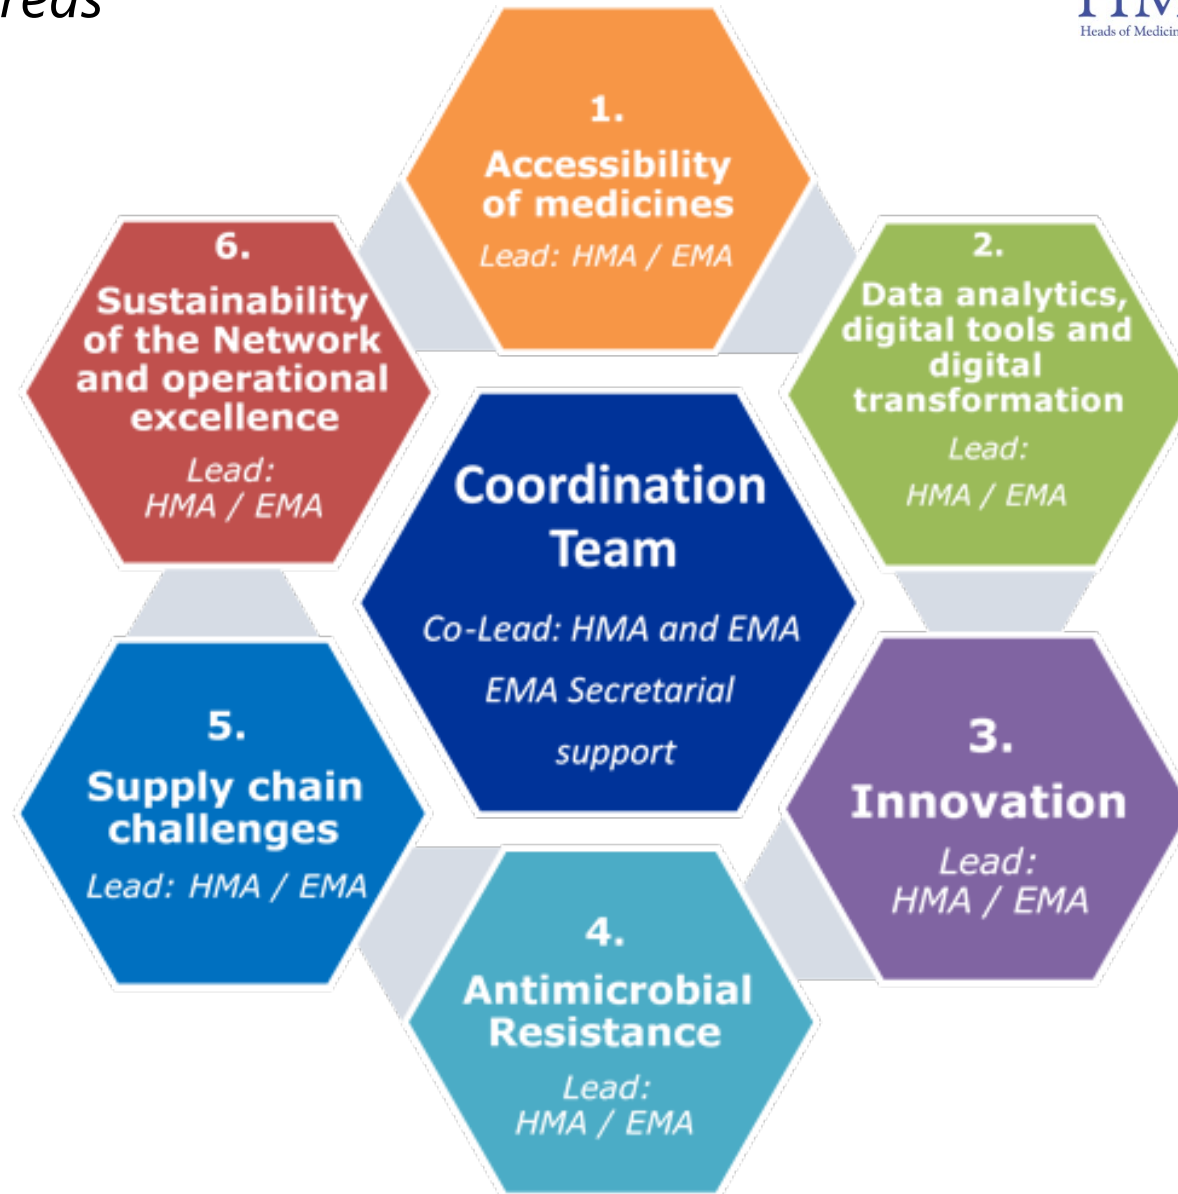 1.
Accessibility
of medicines
Lead: HMA / EMA
2.
Data analytics,
digital tools and
digital
transformation
Lead:
HMA / EMA
3.
Innovation
Lead:
HMA / EMA
4.
Antimicrobial
Resistance
Lead:
HMA / EMA
5.
Supply chain
challenges
Lead: HMA / EMA
6.
Sustainability
of the Network
and operational
excellence
Lead:
HMA / EMA
Coordination
Team
Co-Lead: HMA and EMA
EMA Secretarial
support
Heads of